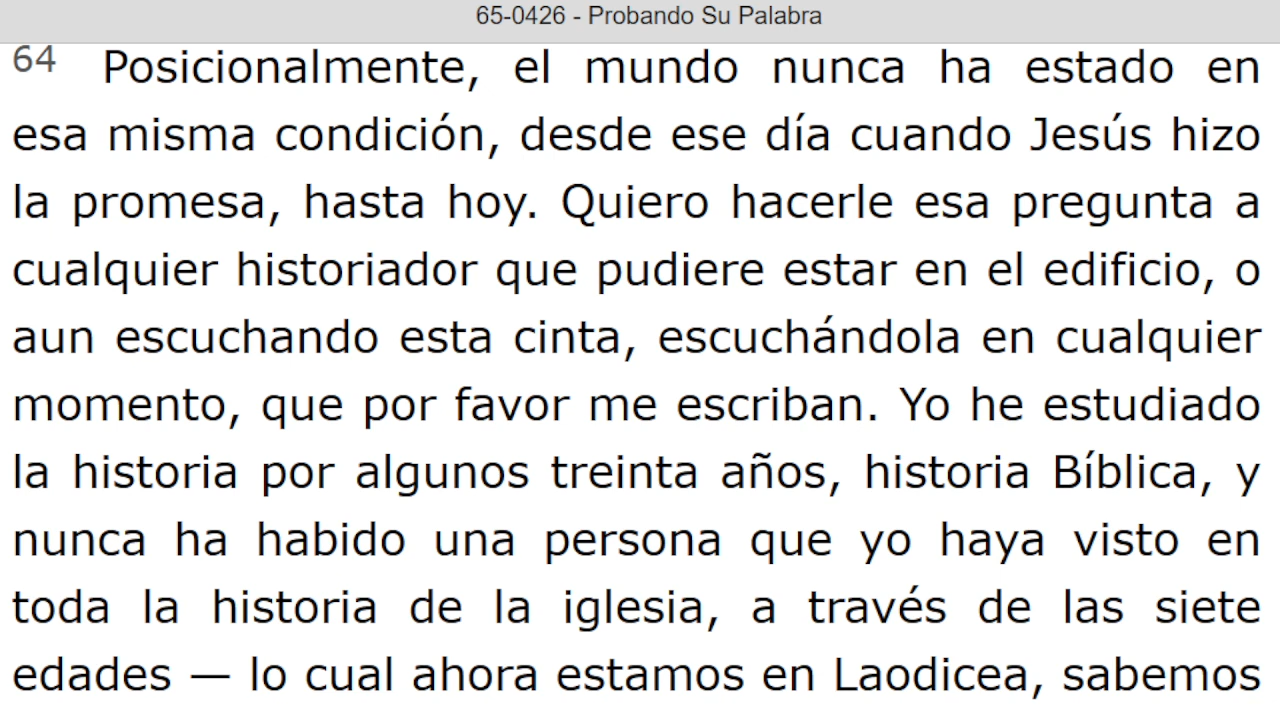 65-0426 - Probando Su Palabra
64 Posicionalmente, el mundo nunca ha estado en
esa misma condición, desde ese día cuando Jesús hizo
la promesa, hasta hoy. Quiero hacerle esa pregunta a
cualquier historiador que pudiere estar en el edificio, o
aun escuchando esta cinta, escuchándola en cualquier
momento, que por favor me escriban. Yo he estudiado
la historia por algunos treinta años, historia Bíblica, y
nunca ha habido una persona que yo haya visto en
toda la historia de la iglesia, a través de las siete
edades — lo cual ahora estamos en Laodicea, sabemos